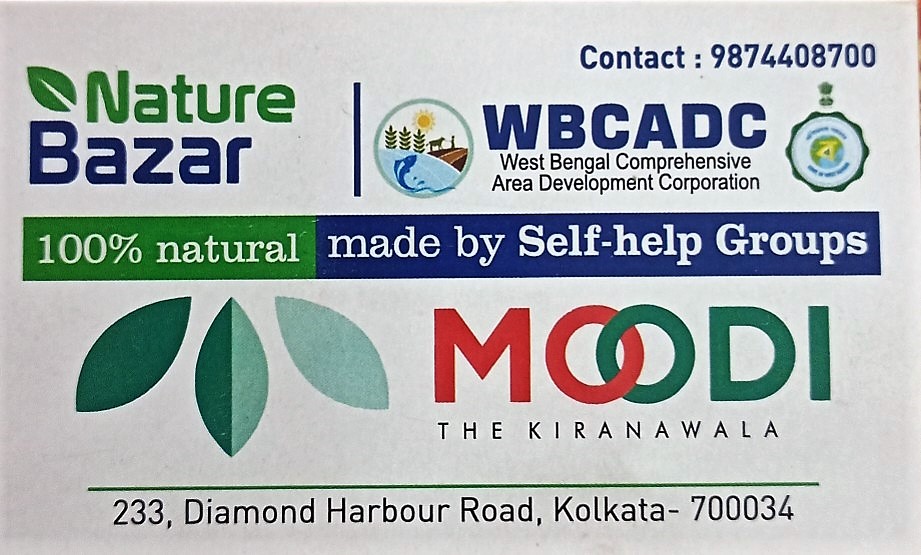 Contact : 9874408700
Nature
Bazar
WBCADC
West Bengal Comprehensive
Area Development Corporation
100% natural made by Self-help Groups
MOODI
THE KIRANAWALA
233, Diamond Harbour Road, Kolkata- 700034